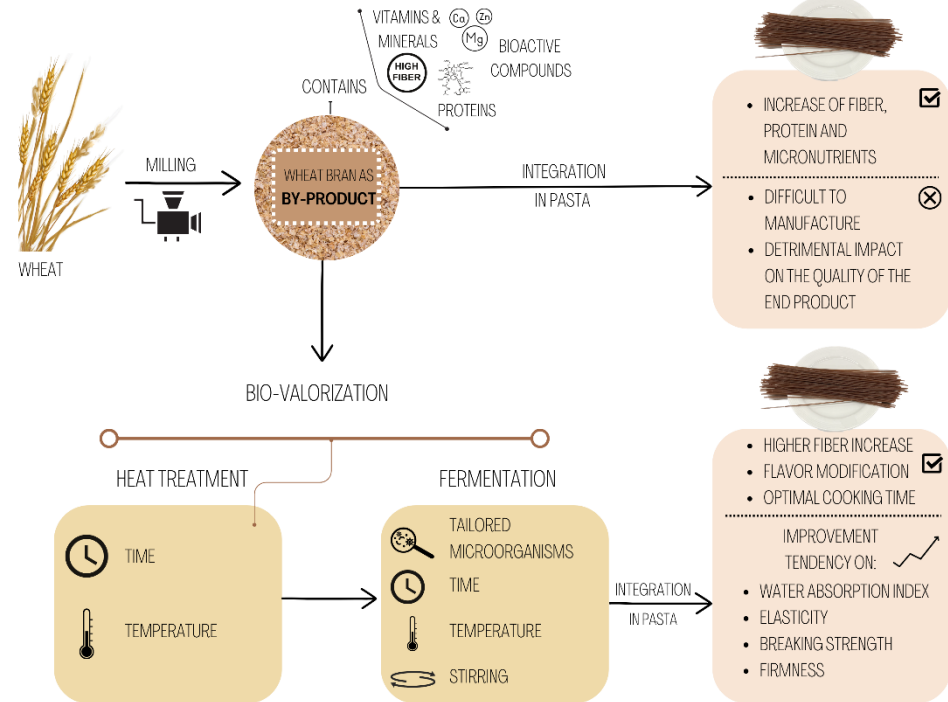 VITAMINS &
MINERALS
Ca
Zn
Mg
HIGH
FIBER
BIOACTIVE
COMPOUNDS
PROTEINS
CONTAINS
MILLING
WHEAT
WHEAT BRAN AS
BY-PRODUCT
INTEGRATION
IN PASTA
• INCREASE OF FIBER,
PROTEIN AND
MICRONUTRIENTS
• DIFFICULT TO
MANUFACTURE
• DETRIMENTAL IMPACT
ON THE QUALITY OF THE
END PRODUCT
BIO-VALORIZATION
HEAT TREATMENT
TIME
TEMPERATURE
FERMENTATION
TAILORED
MICROORGANISMS
TIME
TEMPERATURE
STIRRING
INTEGRATION
IN PASTA
• HIGHER FIBER INCREASE
• FLAVOR MODIFICATION
• OPTIMAL COOKING TIME
IMPROVEMENT
TENDENCY ON:
• WATER ABSORPTION INDEX
• ELASTICITY
• BREAKING STRENGTH
• FIRMNESS